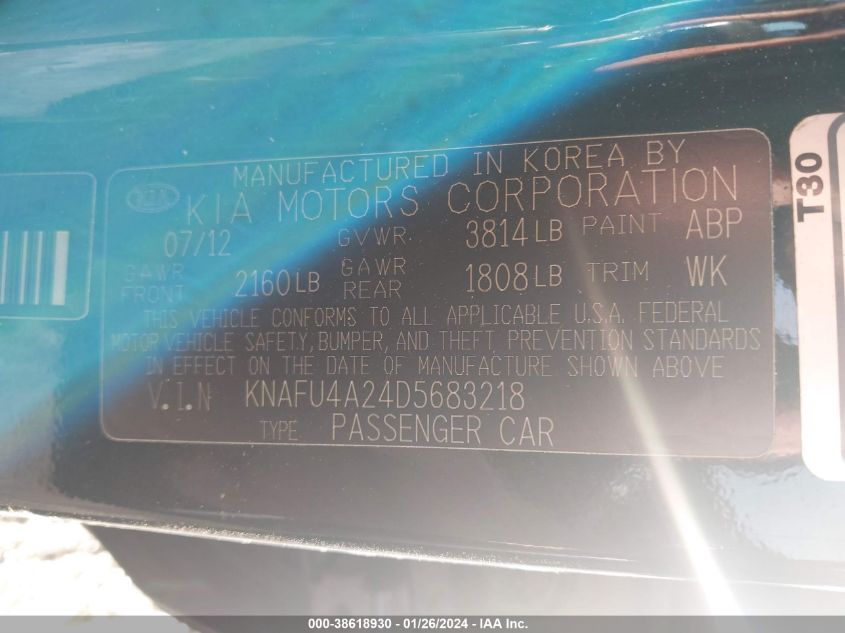 MANUFACTURED IN KOREA BY
KIA KIA MOTORS CORPORATION
07/12 GVWR 3814 LB PAINT ABP
GAWR FRONT 2160 LB GAWR REAR 1808 LB TRIM WK
THIS VEHICLE CONFORMS TO ALL APPLICABLE U.S.A. FEDERAL
MOTOR VEHICLE SAFETY, BUMPER, AND THEFT PREVENTION STANDARDS
IN EFFECT ON THE DATE OF MANUFACTURE SHOWN ABOVE
V.I.N KNAFU4A24D5683218
TYPE PASSENGER CAR
T30
000-38618930 - 01/26/2024 - IAA Inc.